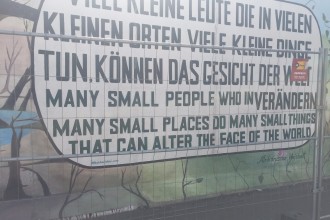 VIELE KLEINE LEUTE DIE IN VIELEN
KLEINEN ORTEN VIELE KLEINE DINGE
TUN, KÖNNEN DAS GESICHT DER WELT
VERÄNDERN
MANY SMALL PEOPLE WHO IN
MANY SMALL PLACES DO MANY SMALL THINGS
THAT CAN ALTER THE FACE OF THE WORLD